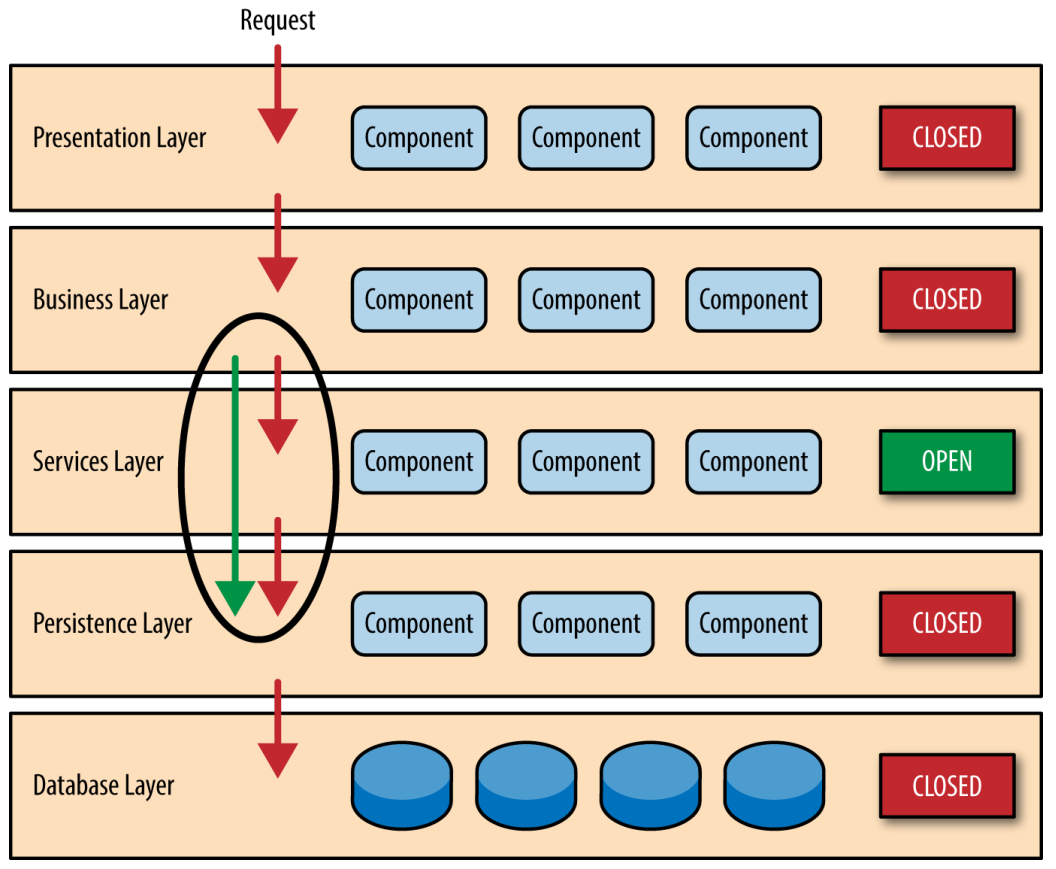 Request
Presentation Layer Component Component Component CLOSED
Business Layer Component Component Component CLOSED
Services Layer Component Component Component OPEN
Persistence Layer Component Component Component CLOSED
Database Layer CLOSED